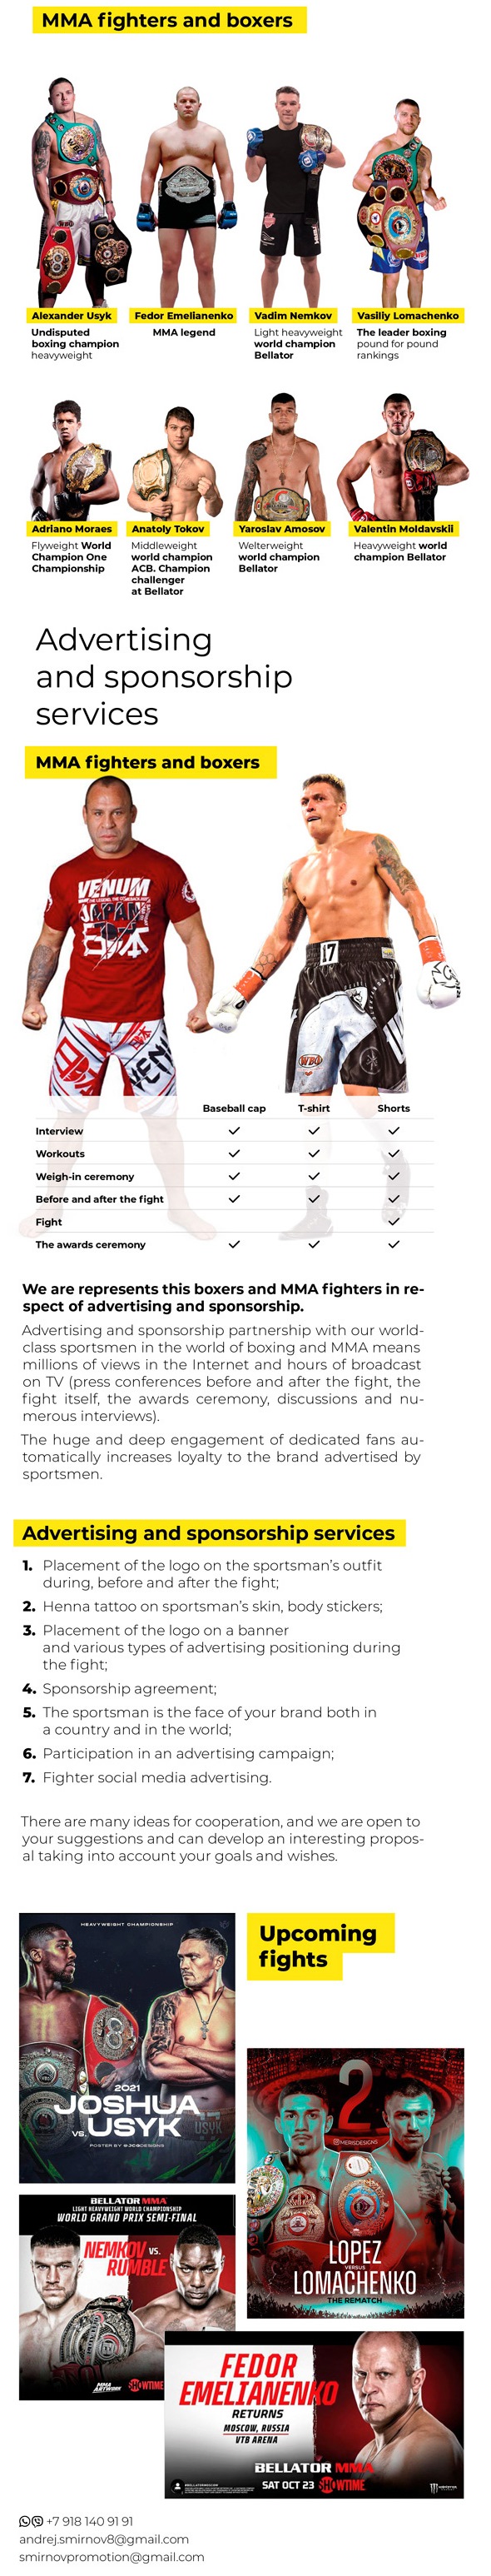 MMA fighters and boxers
Alexander Usyk
Undisputed
boxing champion
heavyweight
Fedor Emelianenko
MMA legend
Vadim Nemkov
Light heavyweight
world champion
Bellator
Vasiliy Lomachenko
The leader boxing
pound for pound
rankings
Adriano Moraes
Flyweight World
Champion One
Championship
Anatoly Tokov
Middleweight
world champion
ACB. Champion
challenger
at Bellator
Yaroslav Amosov
Welterweight
world champion
Bellator
Valentin Moldavskii
Heavyweight world
champion Bellator
Advertising
and sponsorship
services
MMA fighters and boxers
VENUM
JAPAN
17
WBO
Baseball cap T-shirt Shorts
Interview
Workouts
Weigh-in ceremony
Before and after the fight
Fight
The awards ceremony
We are represents this boxers and MMA fighters in re-
spect of advertising and sponsorship.
Advertising and sponsorship partnership with our world-
class sportsmen in the world of boxing and MMA means
millions of views in the Internet and hours of broadcast
on TV (press conferences before and after the fight, the
fight itself, the awards ceremony, discussions and nu-
merous interviews).
The huge and deep engagement of dedicated fans au-
tomatically increases loyalty to the brand advertised by
sportsmen.
Advertising and sponsorship services
1. Placement of the logo on the sportsman's outfit
during, before and after the fight;
2. Henna tattoo on sportsman's skin, body stickers;
3. Placement of the logo on a banner
and various types of advertising positioning during
the fight;
4. Sponsorship agreement;
5. The sportsman is the face of your brand both in
a country and in the world;
6. Participation in an advertising campaign;
7. Fighter social media advertising.
There are many ideas for cooperation, and we are open to
your suggestions and can develop an interesting propos-
al taking into account your goals and wishes.
Upcoming
fights
HEAVYWEIGHT CHAMPIONSHIP
2021
JOSHUA
VS. USYK
POSTER BY @JCGDESIGNS
2
@MERISDESIGNS
LOPEZ
VERSUS
LOMACHENKO
THE REMATCH
BELLATOR MMA
LIGHT HEAVYWEIGHT WORLD CHAMPIONSHIP
WORLD GRAND PRIX SEMI-FINAL
NEMKOV VS.
RUMBLE
MMA
ARTWORK
SHOWTIME
FEDOR
EMELIANENKO
RETURNS
MOSCOW, RUSSIA
VTB ARENA
BELLATOR MMA
SAT OCT 23 SHOWTIME
+7 918 140 91 91
andrej.smirnov8@gmail.com
smirnovpromotion@gmail.com